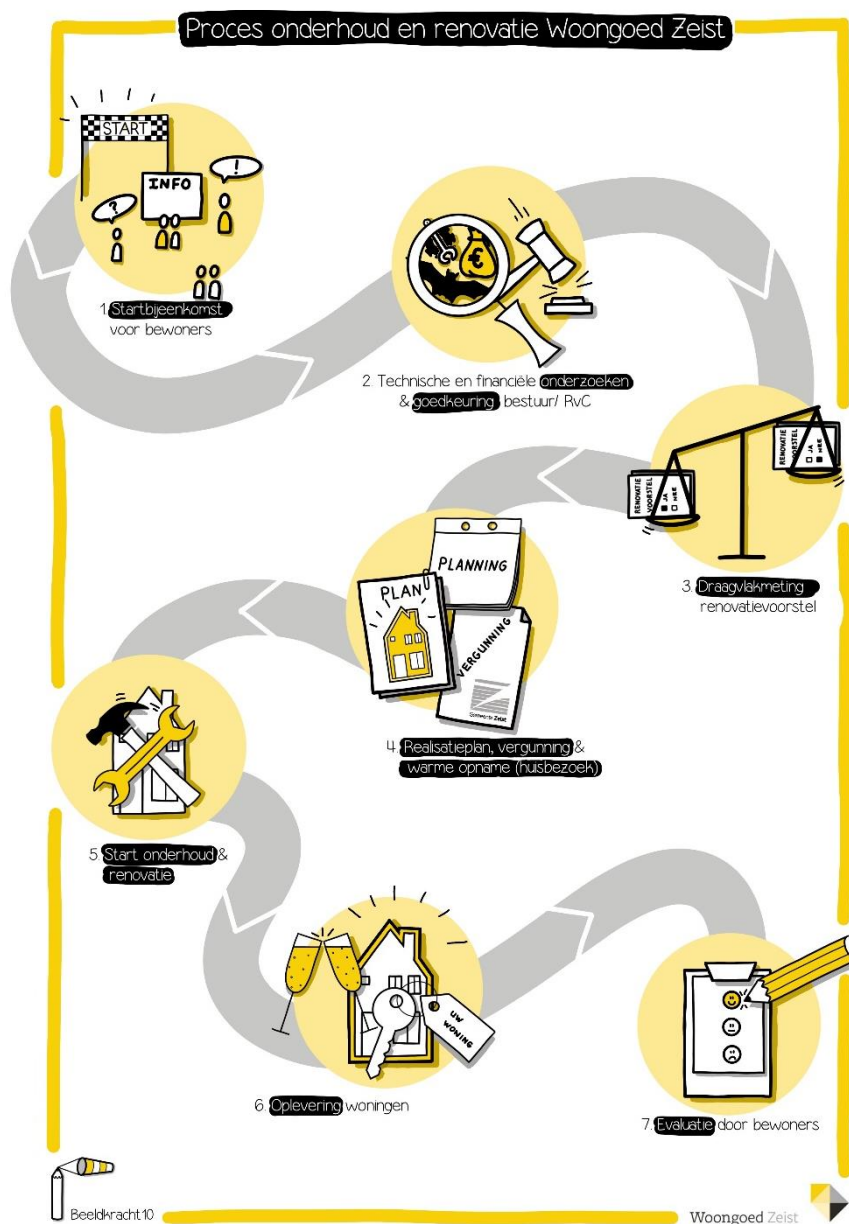 Proces onderhoud en renovatie Woongoed Zeist
START
INFO
!
?
1. Startbijeenkomst
voor bewoners
€
2. Technische en financiële onderzoeken
& goedkeuring bestuur/ RvC
RENOVATIE
VOORSTEL
JA
NEE
RENOVATIE
VOORSTEL
JA
NEE
3. Draagvlakmeting
renovatievoorstel
PLANNING
PLAN
VERGUNNING
Gemeente Zeist
4. Realisatieplan, vergunning &
warme opname (huisbezoek)
5. Start onderhoud &
renovatie
UW
WONING
6. Oplevering woningen
7. Evaluatie door bewoners
Beeldkracht10
Woongoed Zeist